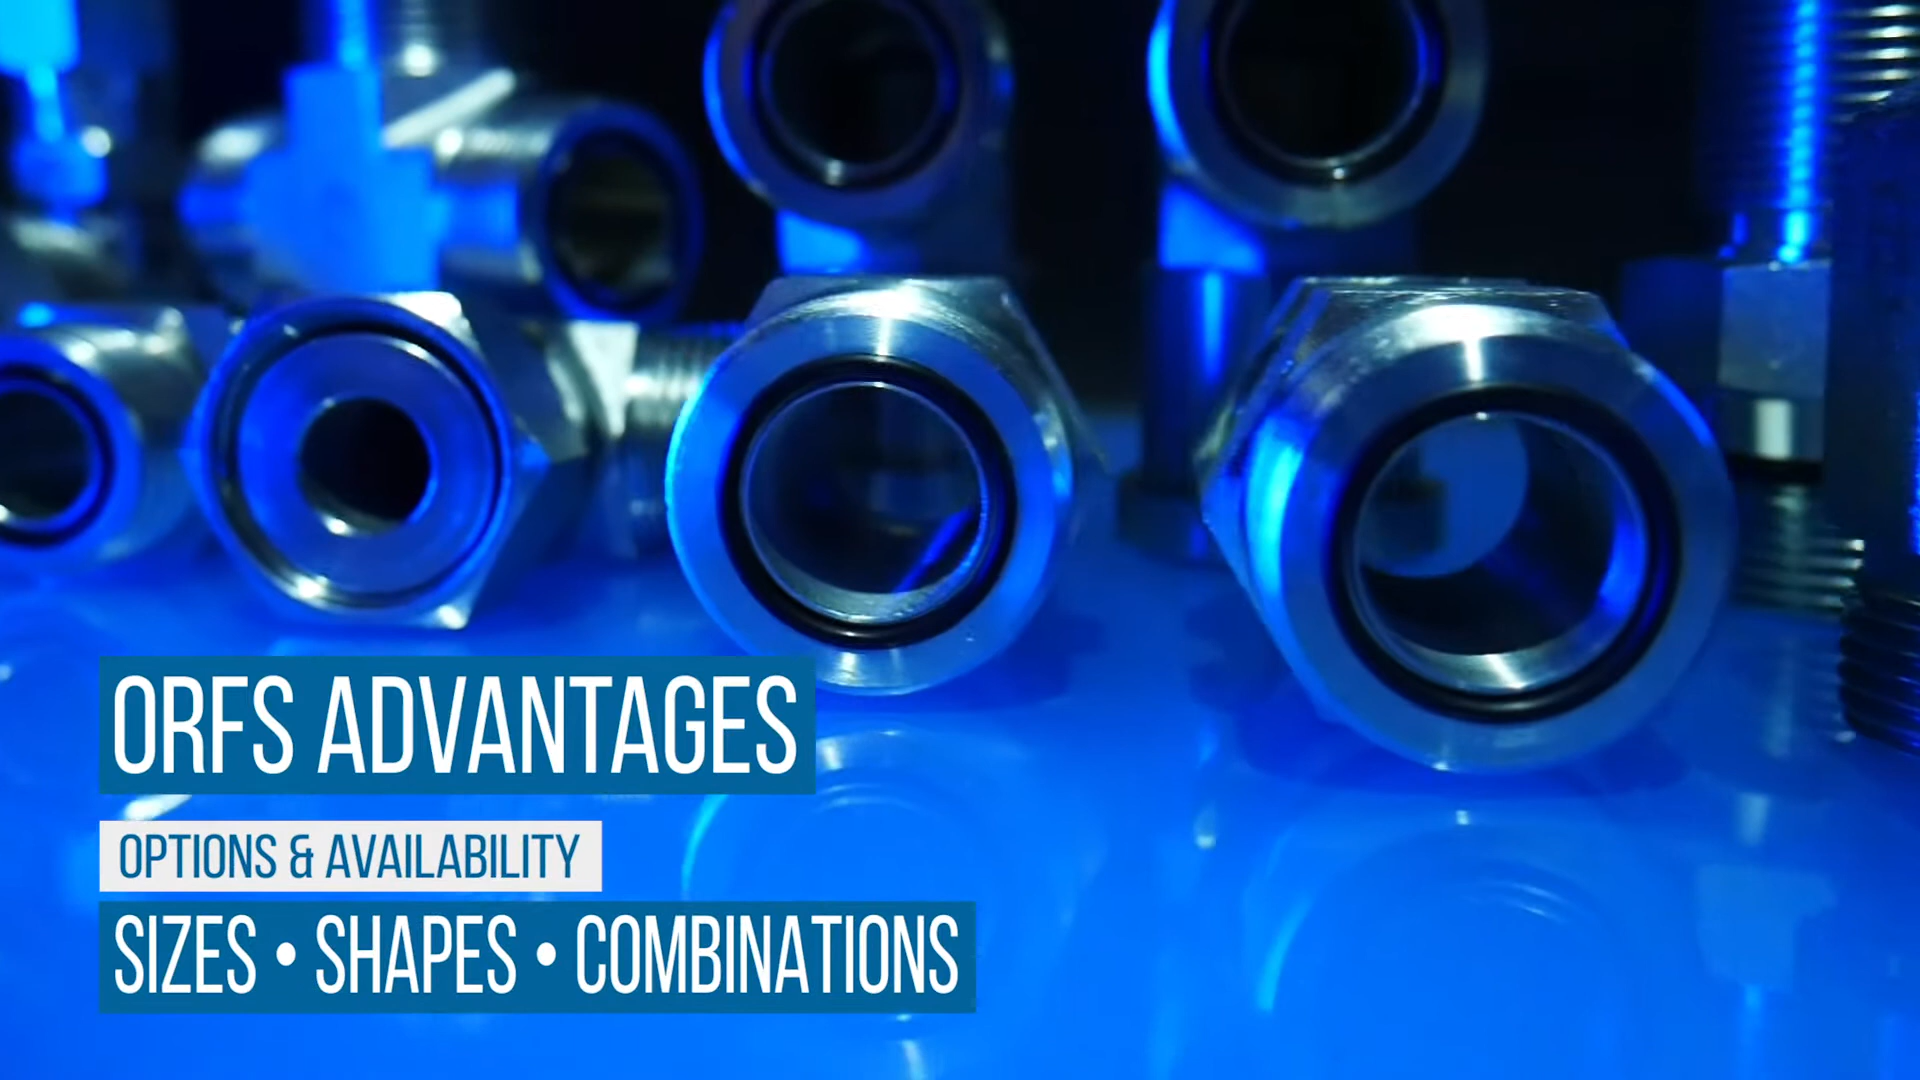 ORFS ADVANTAGES
OPTIONS & AVAILABILITY
SIZES • SHAPES • COMBINATIONS